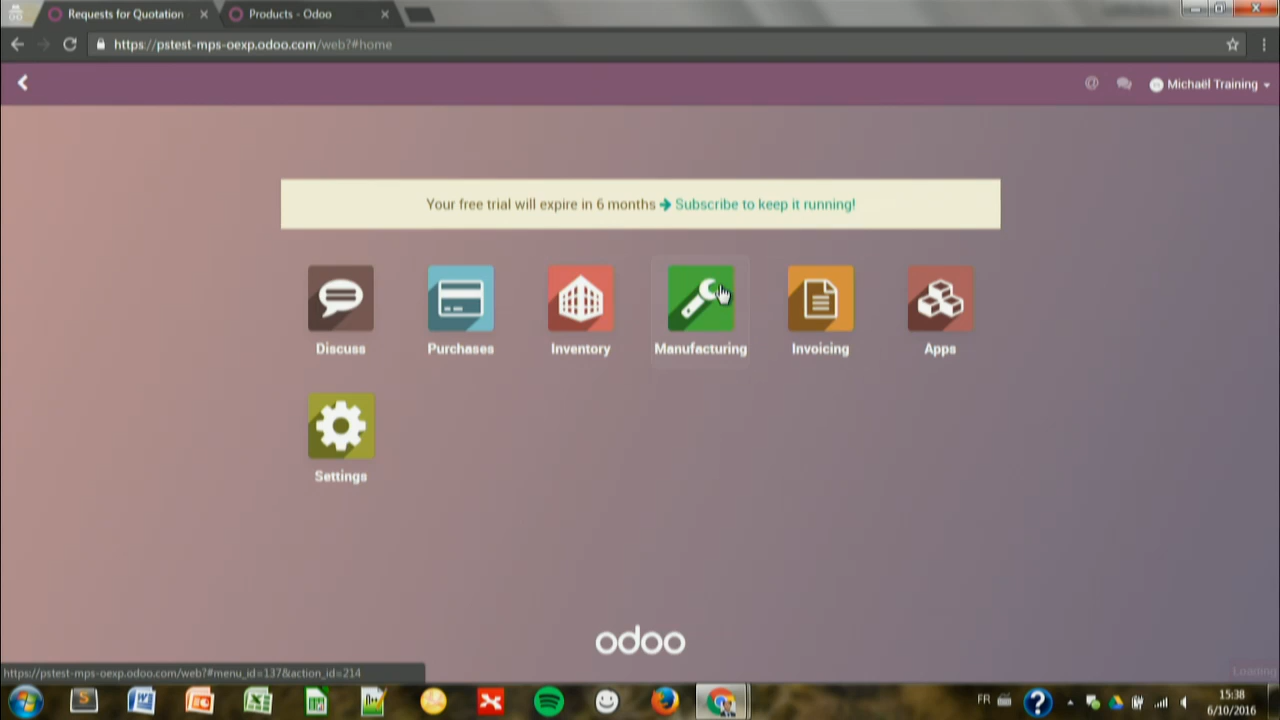 Requests for Quotation
Products - Odoo
https://pstest-mps-oexp.odoo.com/web?#home
Michaël Training
Your free trial will expire in 6 months → Subscribe to keep it running!
Discuss
Purchases
Inventory
Manufacturing
Invoicing
Apps
Settings
odoo
https://pstest-mps-oexp.odoo.com/web?#menu_id=137&action_id=214
Loading
FR
15:38
6/10/2016